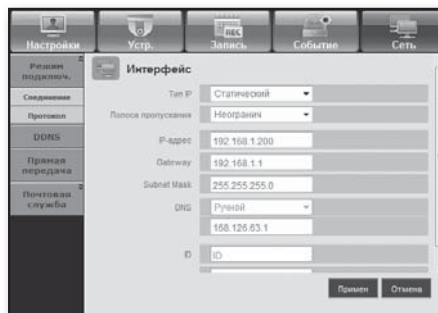 Настройки
Устр.
REC
Запись
Событие
Сеть
Режим подключ.
Соединение
Протокол
DDNS
Прямая передача
Почтовая служба
Интерфейс
Тип IP Статический
Полоса пропускания Неогранич
IP-адрес 192.168.1.200
Gateway 192.168.1.1
Subnet Mask 255.255.255.0
DNS Ручной
168.126.63.1
ID ID
Примен Отмена